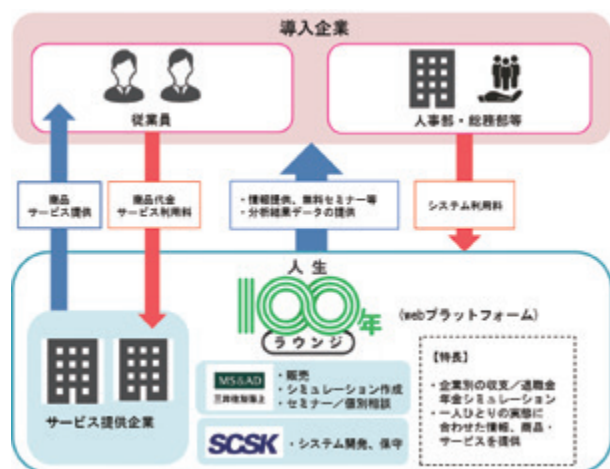 導入企業
従業員
人事部・総務部等
商品
サービス提供
商品代金
サービス利用料
・情報提供、無料セミナー等
・分析結果データの提供
システム利用料
人生
100年
ラウンジ
(webプラットフォーム)
サービス提供企業
MS&AD
三井住友海上
・販売
・シミュレーション作成
・セミナー/個別相談
SCSK
・システム開発、保守
【特長】
・企業別の収支/退職金
年金シミュレーション
・一人ひとりの実態に
合わせた情報、商品・
サービスを提供